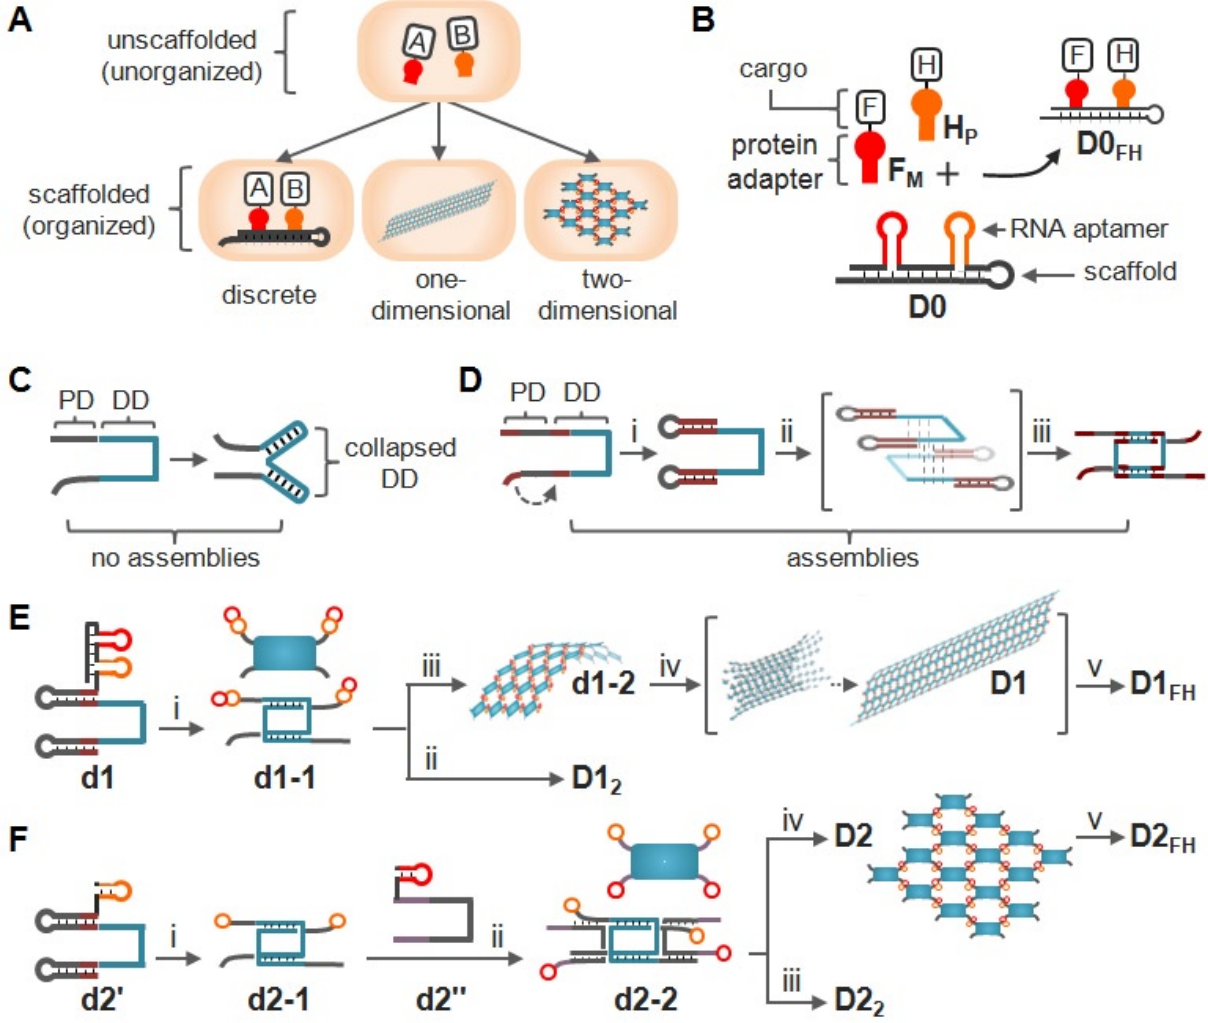 A
unscaffolded
(unorganized)
A
B
scaffolded
(organized)
A
B
discrete
one-
dimensional
two-
dimensional
B
cargo
H
F
protein
adapter
HP
FM
+
F
H
D0FH
RNA aptamer
scaffold
D0
C
PD
DD
collapsed
DD
no assemblies
D
PD
DD
i
ii
iii
assemblies
E
d1
i
d1-1
iii
d1-2
iv
D1
v
D1FH
ii
D12
F
d2'
i
d2-1
d2''
ii
d2-2
iv
D2
v
D2FH
iii
D22